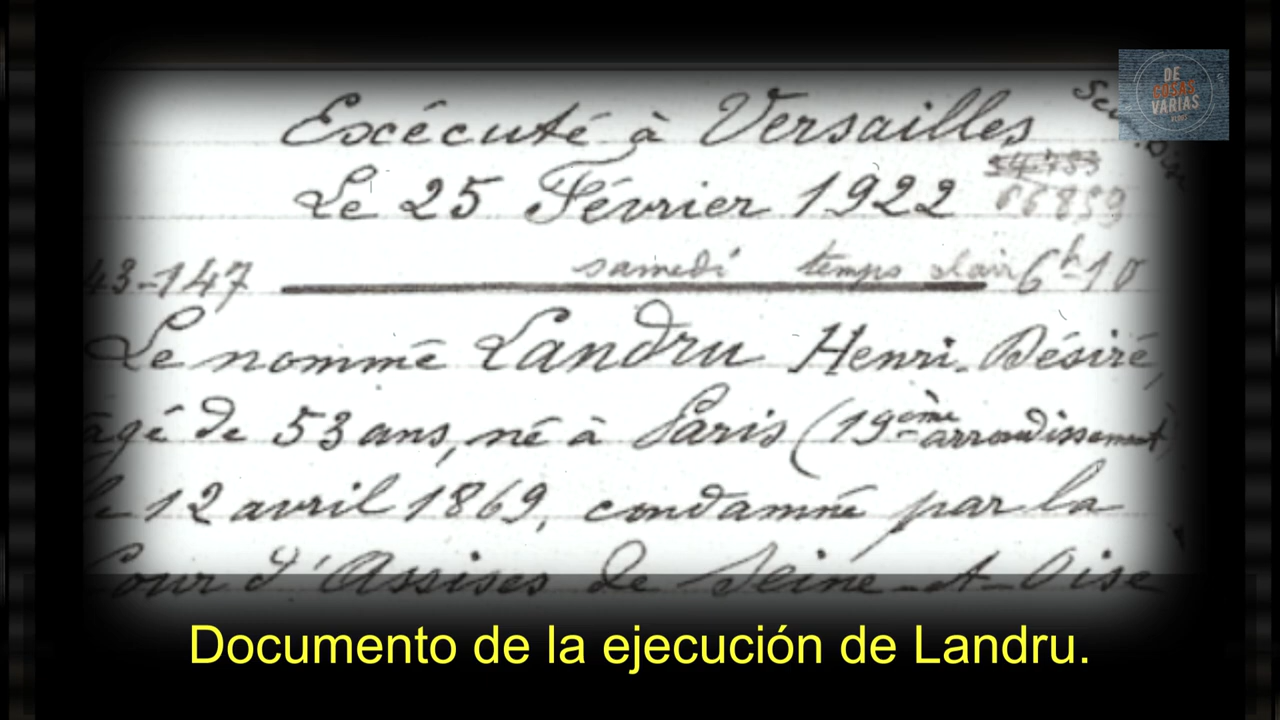 DE
COSAS
VARIAS
Exécuté à Versailles
Le 25 Février 1922
66859
43-147 samedi temps clair 6h10
Le nommé Landru Henri-Désiré,
âgé de 53 ans, né à Paris (19ème arrondissement)
le 12 avril 1869, condamné par la
Cour d'Assises de Seine-et-Oise
Documento de la ejecución de Landru.